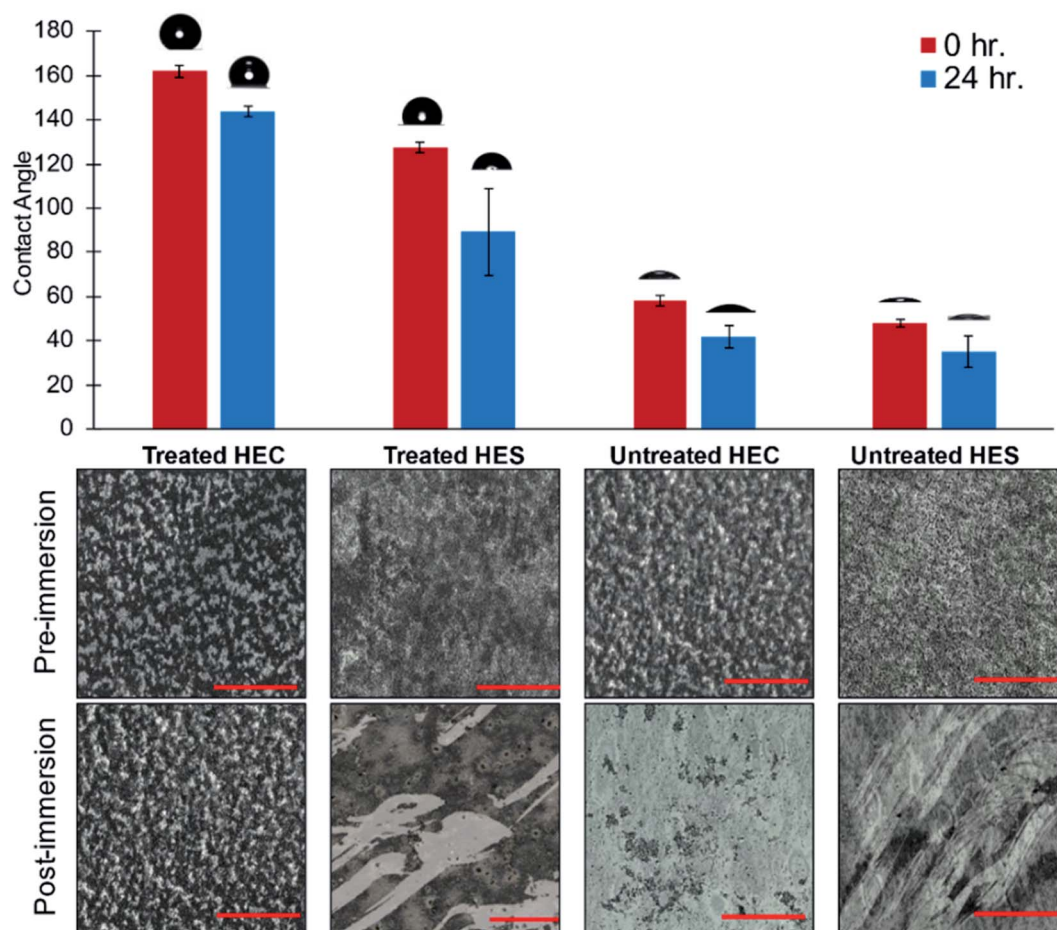 180
160
140
120
100
80
60
40
20
0
Contact Angle
0 hr.
24 hr.
Treated HEC
Treated HES
Untreated HEC
Untreated HES
Pre-immersion
Post-immersion